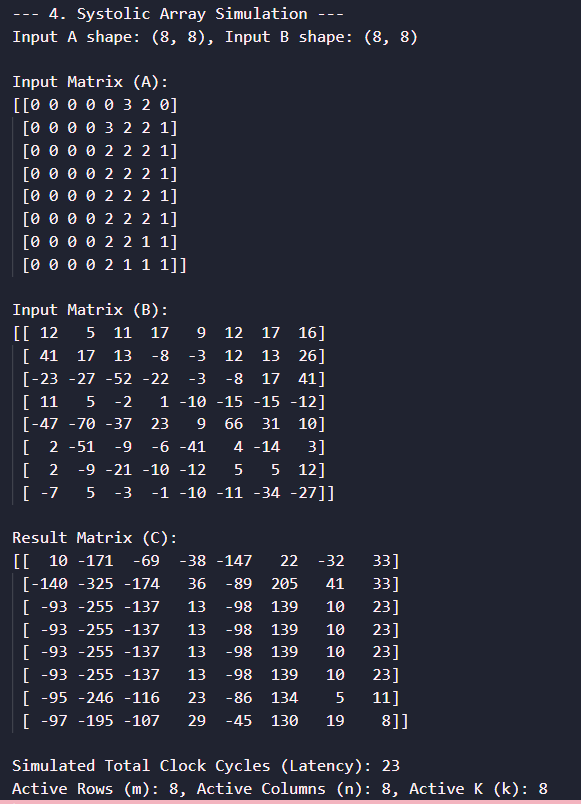 --- 4. Systolic Array Simulation ---
Input A shape: (8, 8), Input B shape: (8, 8)

Input Matrix (A):
[[0 0 0 0 0 3 2 0]
 [0 0 0 0 3 2 2 1]
 [0 0 0 0 2 2 2 1]
 [0 0 0 0 2 2 2 1]
 [0 0 0 0 2 2 2 1]
 [0 0 0 0 2 2 2 1]
 [0 0 0 0 2 2 1 1]
 [0 0 0 0 2 1 1 1]]

Input Matrix (B):
[[ 12   5  11  17   9  12  17  16]
 [ 41  17  13  -8  -3  12  13  26]
 [-23 -27 -52 -22  -3  -8  17  41]
 [ 11   5  -2   1 -10 -15 -15 -12]
 [-47 -70 -37  23   9  66  31  10]
 [  2 -51  -9  -6 -41   4 -14   3]
 [  2  -9 -21 -10 -12   5   5  12]
 [ -7   5  -3  -1 -10 -11 -34 -27]]

Result Matrix (C):
[[  10 -171  -69  -38 -147   22  -32   33]
 [-140 -325 -174   36  -89  205   41   33]
 [ -93 -255 -137   13  -98  139   10   23]
 [ -93 -255 -137   13  -98  139   10   23]
 [ -93 -255 -137   13  -98  139   10   23]
 [ -93 -255 -137   13  -98  139   10   23]
 [ -95 -246 -116   23  -86  134    5   11]
 [ -97 -195 -107   29  -45  130   19    8]]

Simulated Total Clock Cycles (Latency): 23
Active Rows (m): 8, Active Columns (n): 8, Active K (k): 8